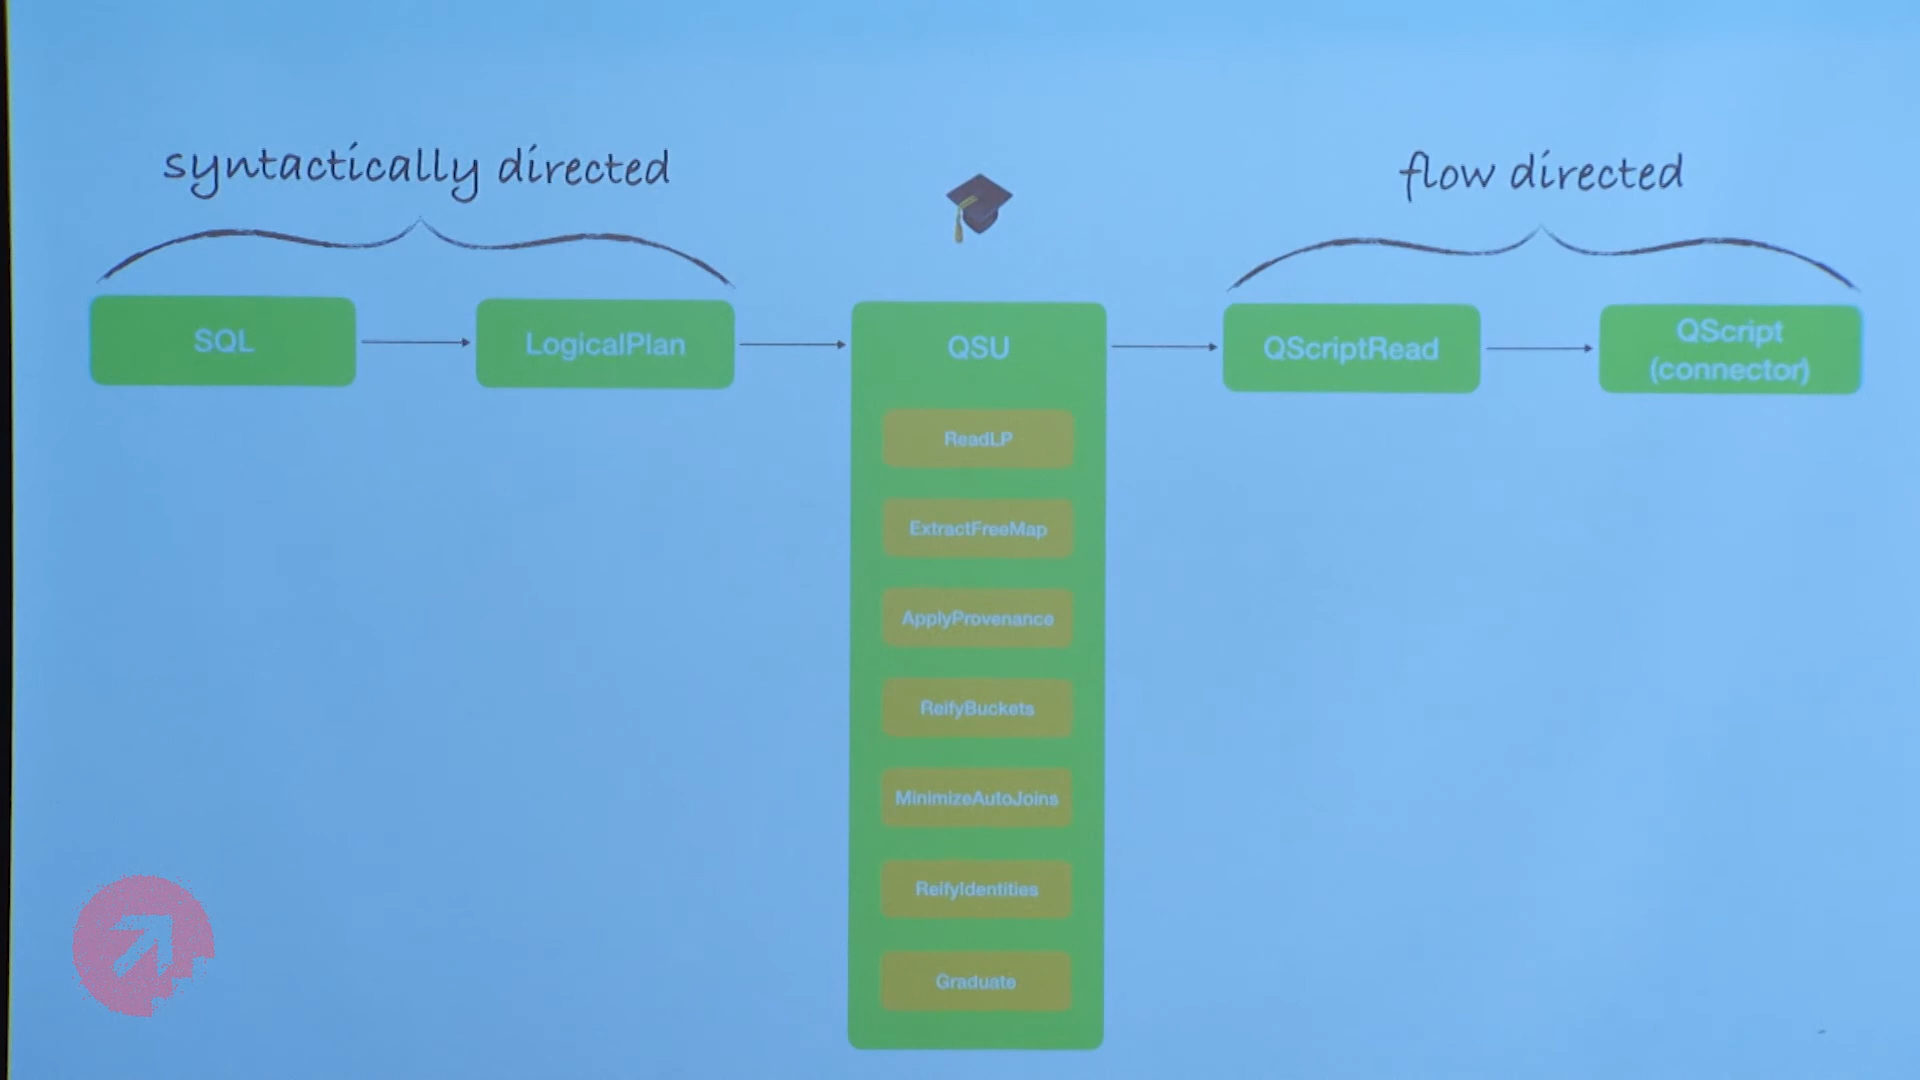 syntactically directed
flow directed
SQL
LogicalPlan
QSU
QScriptRead
QScript
(connector)
ReadLP
ExtractFreeMap
ApplyProvenance
ReifyBuckets
MinimizeAutoJoins
ReifyIdentities
Graduate